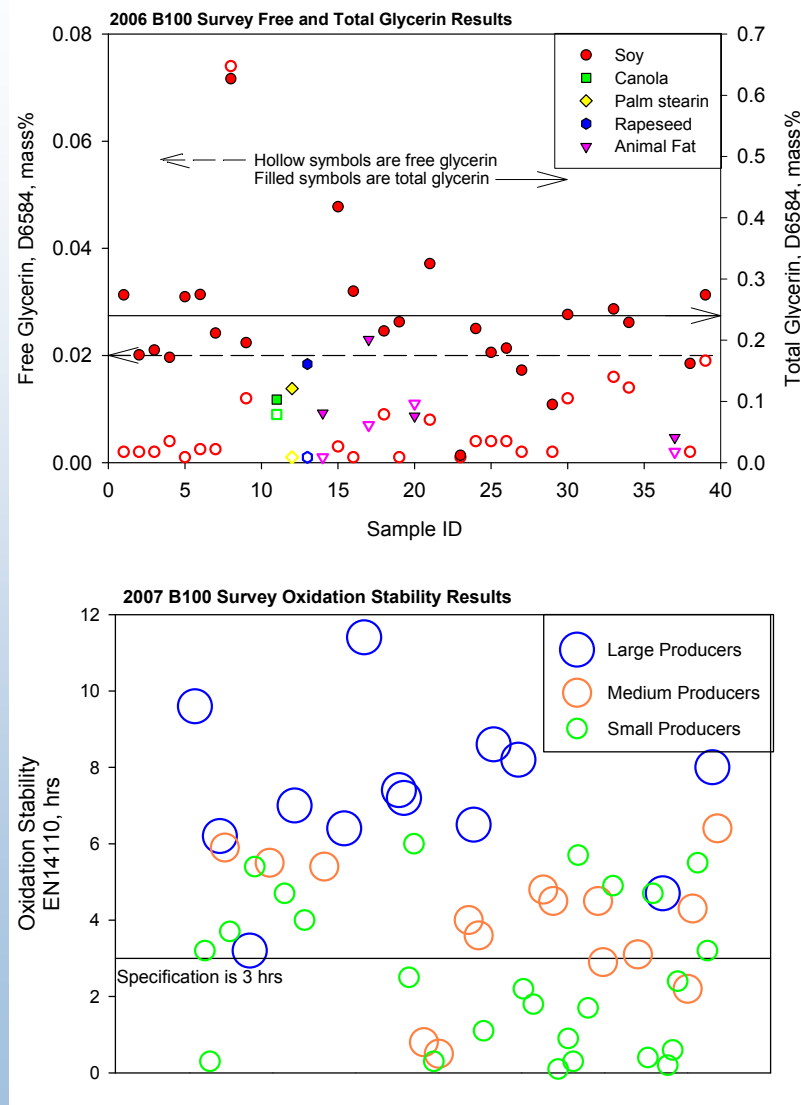 2006 B100 Survey Free and Total Glycerin Results
0.08
0.06
0.04
0.02
0.00
Free Glycerin, D6584, mass%
0.7
0.6
0.5
0.4
0.3
0.2
0.1
0.0
Total Glycerin, D6584, mass%
Soy
Canola
Palm stearin
Rapeseed
Animal Fat
Hollow symbols are free glycerin
Filled symbols are total glycerin
0 5 10 15 20 25 30 35 40
Sample ID
2007 B100 Survey Oxidation Stability Results
12
10
8
6
4
2
0
Oxidation Stability
EN14110, hrs
Large Producers
Medium Producers
Small Producers
Specification is 3 hrs